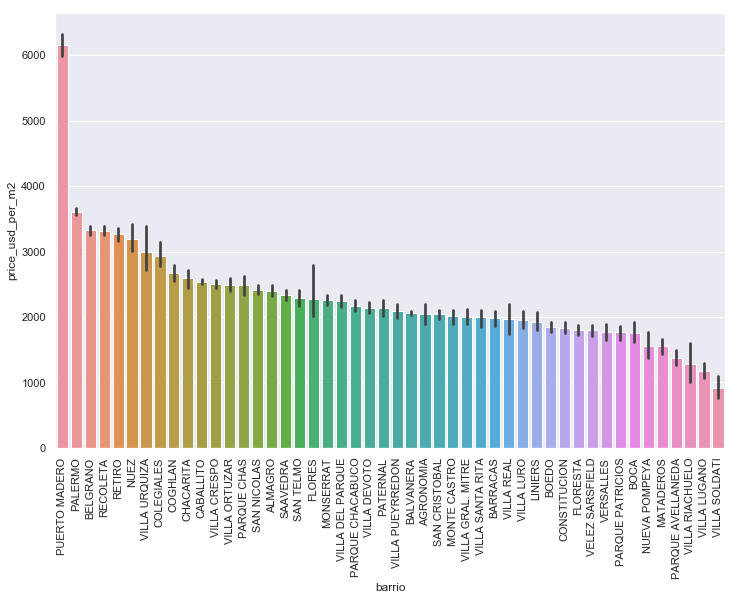 6000
5000
4000
3000
2000
1000
0
price_usd_per_m2
PUERTO MADERO
PALERMO
BELGRANO
RECOLETA
RETIRO
NUEZ
VILLA URQUIZA
COLEGIALES
COGHLAN
CHACARITA
CABALLITO
VILLA CRESPO
VILLA ORTUZAR
PARQUE CHAS
SAN NICOLAS
ALMAGRO
SAAVEDRA
SAN TELMO
FLORES
MONSERRAT
VILLA DEL PARQUE
PARQUE CHACABUCO
VILLA DEVOTO
PATERNAL
VILLA PUEYRREDON
BALVANERA
AGRONOMIA
SAN CRISTOBAL
MONTE CASTRO
VILLA GRAL. MITRE
VILLA SANTA RITA
BARRACAS
VILLA REAL
VILLA LURO
LINIERS
BOEDO
CONSTITUCION
FLORESTA
VELEZ SARSFIELD
VERSALLES
PARQUE PATRICIOS
BOCA
NUEVA POMPEYA
MATADEROS
PARQUE AVELLANEDA
VILLA RIACHUELO
VILLA LUGANO
VILLA SOLDATI
barrio